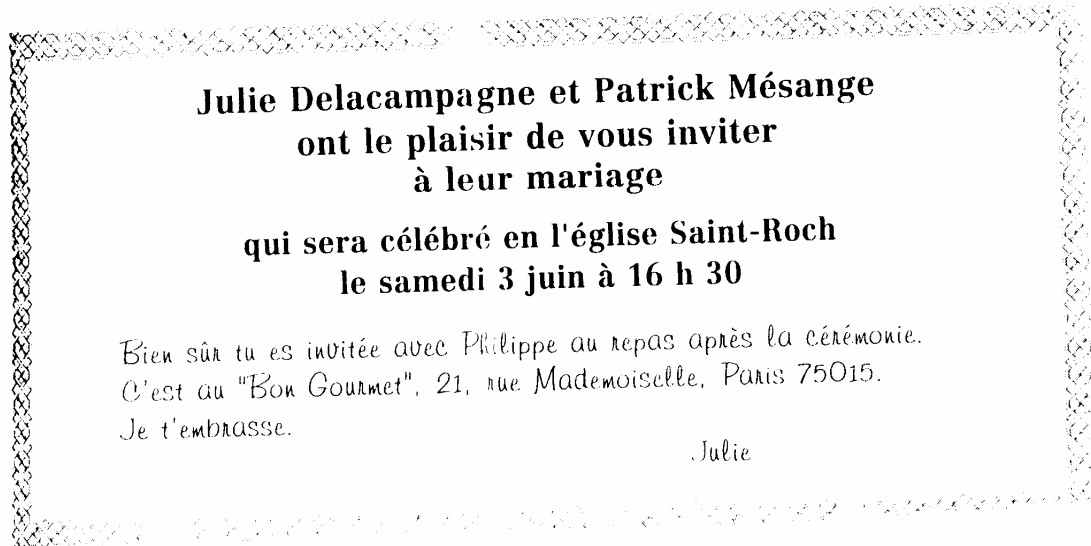 Julie Delacampagne et Patrick Mésange
ont le plaisir de vous inviter
à leur mariage
qui sera célébré en l'église Saint-Roch
le samedi 3 juin à 16 h 30
Bien sûr tu es invitée avec Philippe au repas après la cérémonie.
C'est au "Bon Gourmet", 21, rue Mademoiselle, Paris 75015.
Je t'embrasse.
Julie